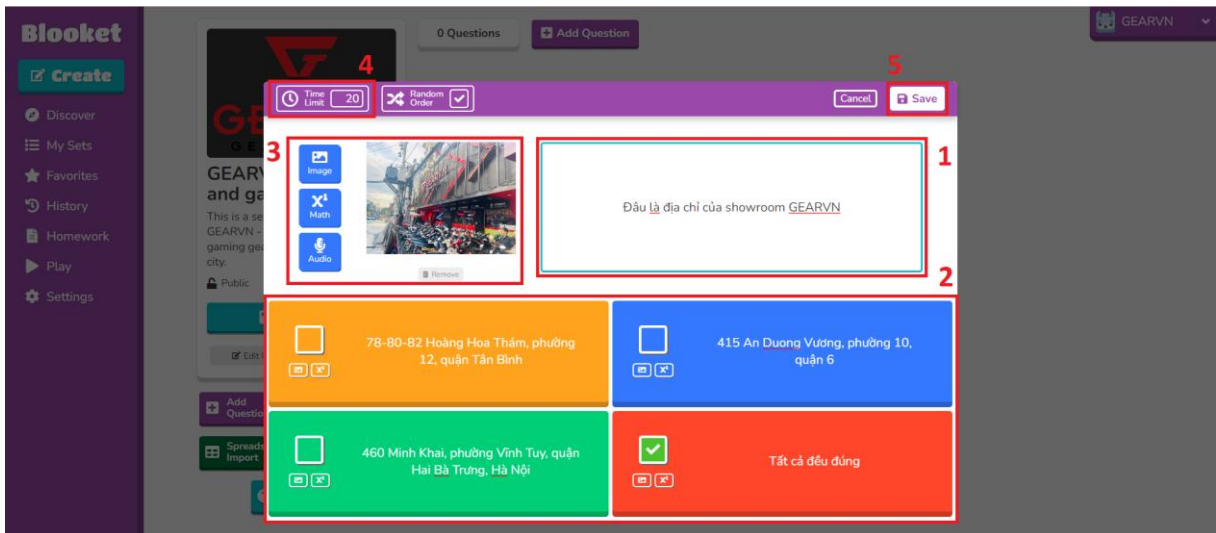 Blooket
Create
Discover
My Sets
Favorites
History
Homework
Play
Settings
GEARVN
0 Questions
Add Question
4
5
Time Limit
20
Random Order
Cancel
Save
3
Image
Math
Audio
Remove
1
Đâu là địa chỉ của showroom GEARVN
2
78-80-82 Hoàng Hoa Thám, phường
12, quận Tân Bình
415 An Duong Vương, phường 10,
quận 6
460 Minh Khai, phường Vĩnh Tuy, quận
Hai Bà Trưng, Hà Nội
Tất cả đều đúng
and ga
This is a se
GEARVN -
gaming gea
city.
Public
Edit
Add
Questio
Spreads
Import